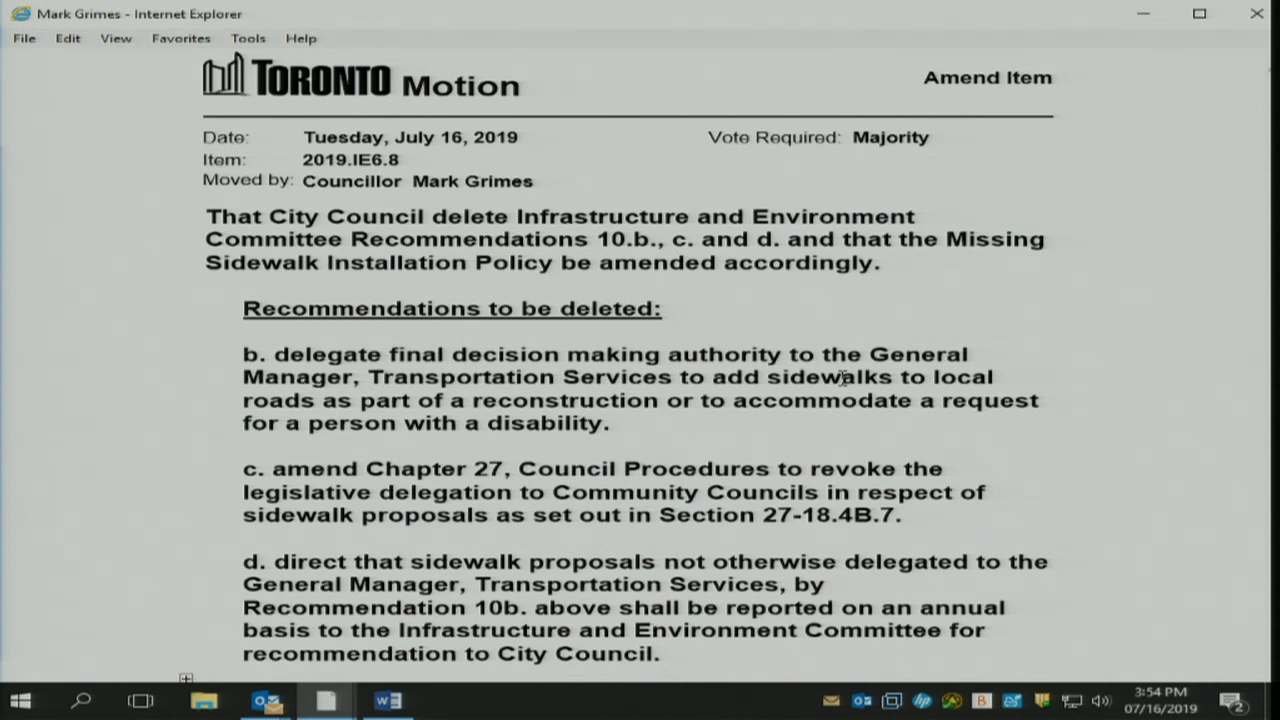 Mark Grimes - Internet Explorer
File Edit View Favorites Tools Help
TORONTO Motion
Amend Item
Date: Tuesday, July 16, 2019
Vote Required: Majority
Item: 2019.IE6.8
Moved by: Councillor Mark Grimes
That City Council delete Infrastructure and Environment
Committee Recommendations 10.b., c. and d. and that the Missing
Sidewalk Installation Policy be amended accordingly.
Recommendations to be deleted:
b. delegate final decision making authority to the General
Manager, Transportation Services to add sidewalks to local
roads as part of a reconstruction or to accommodate a request
for a person with a disability.
c. amend Chapter 27, Council Procedures to revoke the
legislative delegation to Community Councils in respect of
sidewalk proposals as set out in Section 27-18.4B.7.
d. direct that sidewalk proposals not otherwise delegated to the
General Manager, Transportation Services, by
Recommendation 10b. above shall be reported on an annual
basis to the Infrastructure and Environment Committee for
recommendation to City Council.
3:54 PM
07/16/2019
2